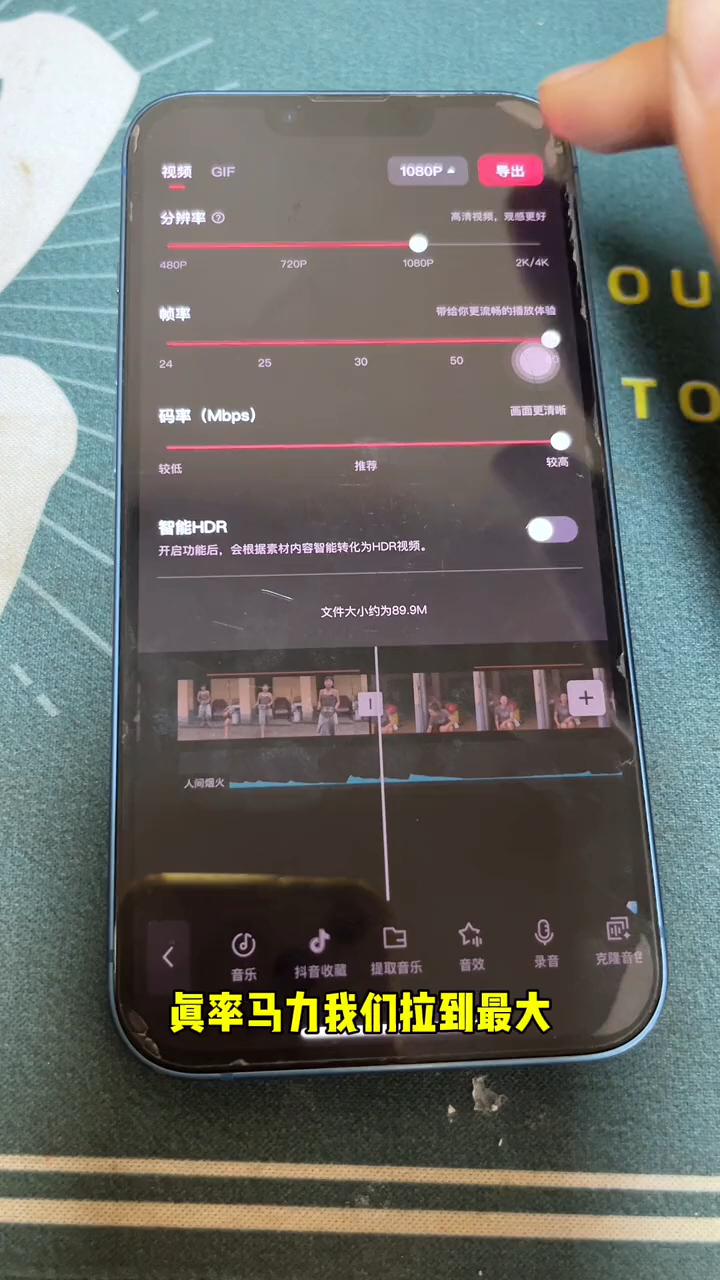 视频 GIF 1080P 导出
分辨率 ? 高清视频，观感更好
480P 720P 1080P 2K/4K
帧率 带给你更流畅的播放体验
24 25 30 50
码率（Mbps） 画面更清晰
较低 推荐 较高
智能HDR
开启功能后，会根据素材内容智能转化为HDR视频。
文件大小约为89.9M
人间烟火
音乐 抖音收藏 提取音乐 音效 录音 克隆音色
真率马力我们拉到最大
OU
TO